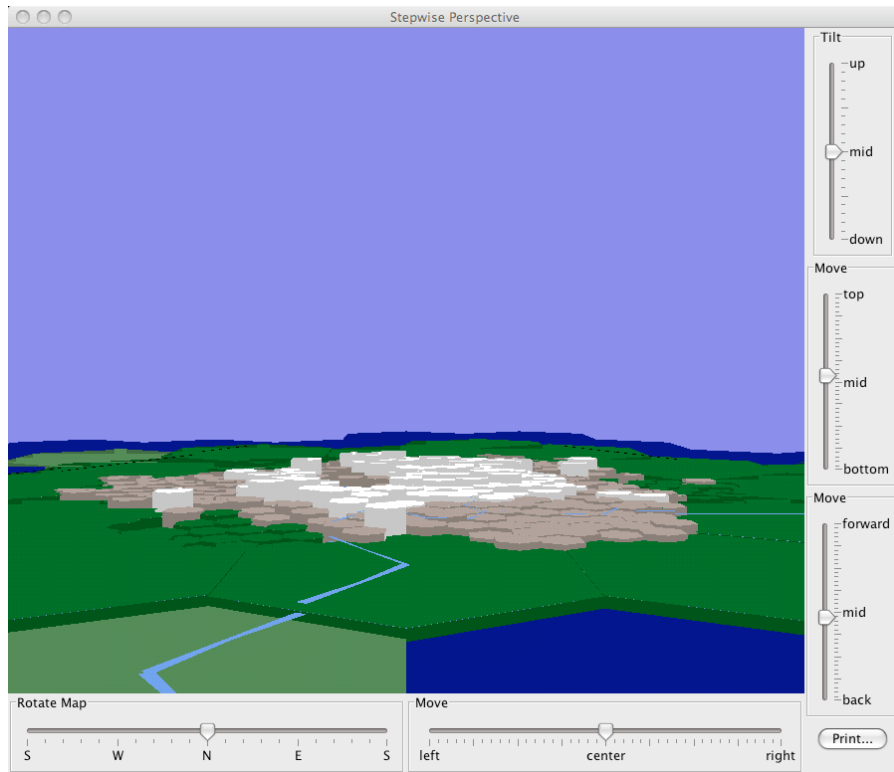 Stepwise Perspective
Tilt
up
mid
down
Move
top
mid
bottom
Move
forward
mid
back
Rotate Map
S W N E S
Move
left center right
Print...